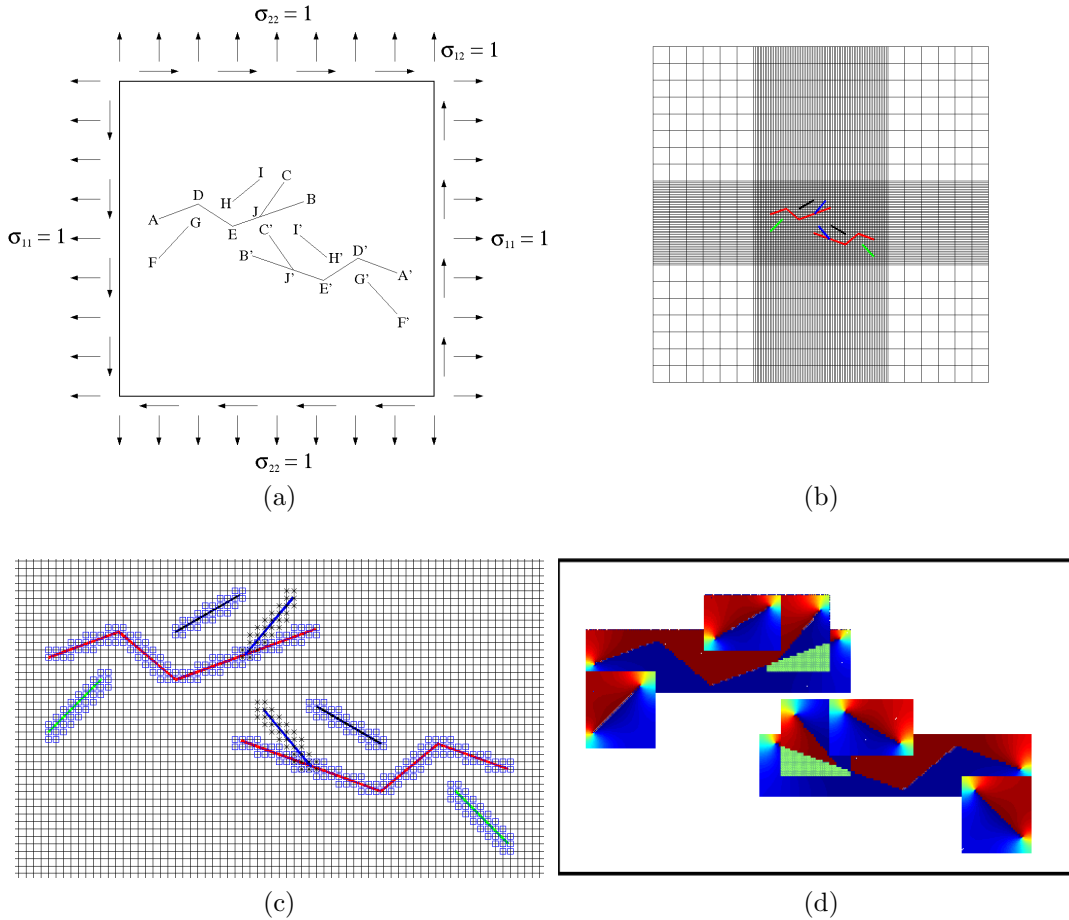 σ22 = 1
σ12 = 1
I
C
D
H
B
A
G
J
E
C'
I'
σ11 = 1
σ11 = 1
F
B'
H'
D'
J'
E'
G'
A'
F'
σ22 = 1
(a)
(b)
(c)
(d)